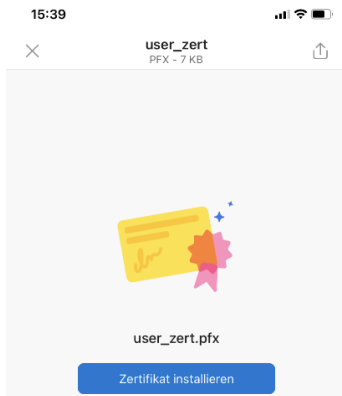 15:39
user_zert
PFX - 7 KB
user_zert.pfx
Zertifikat installieren